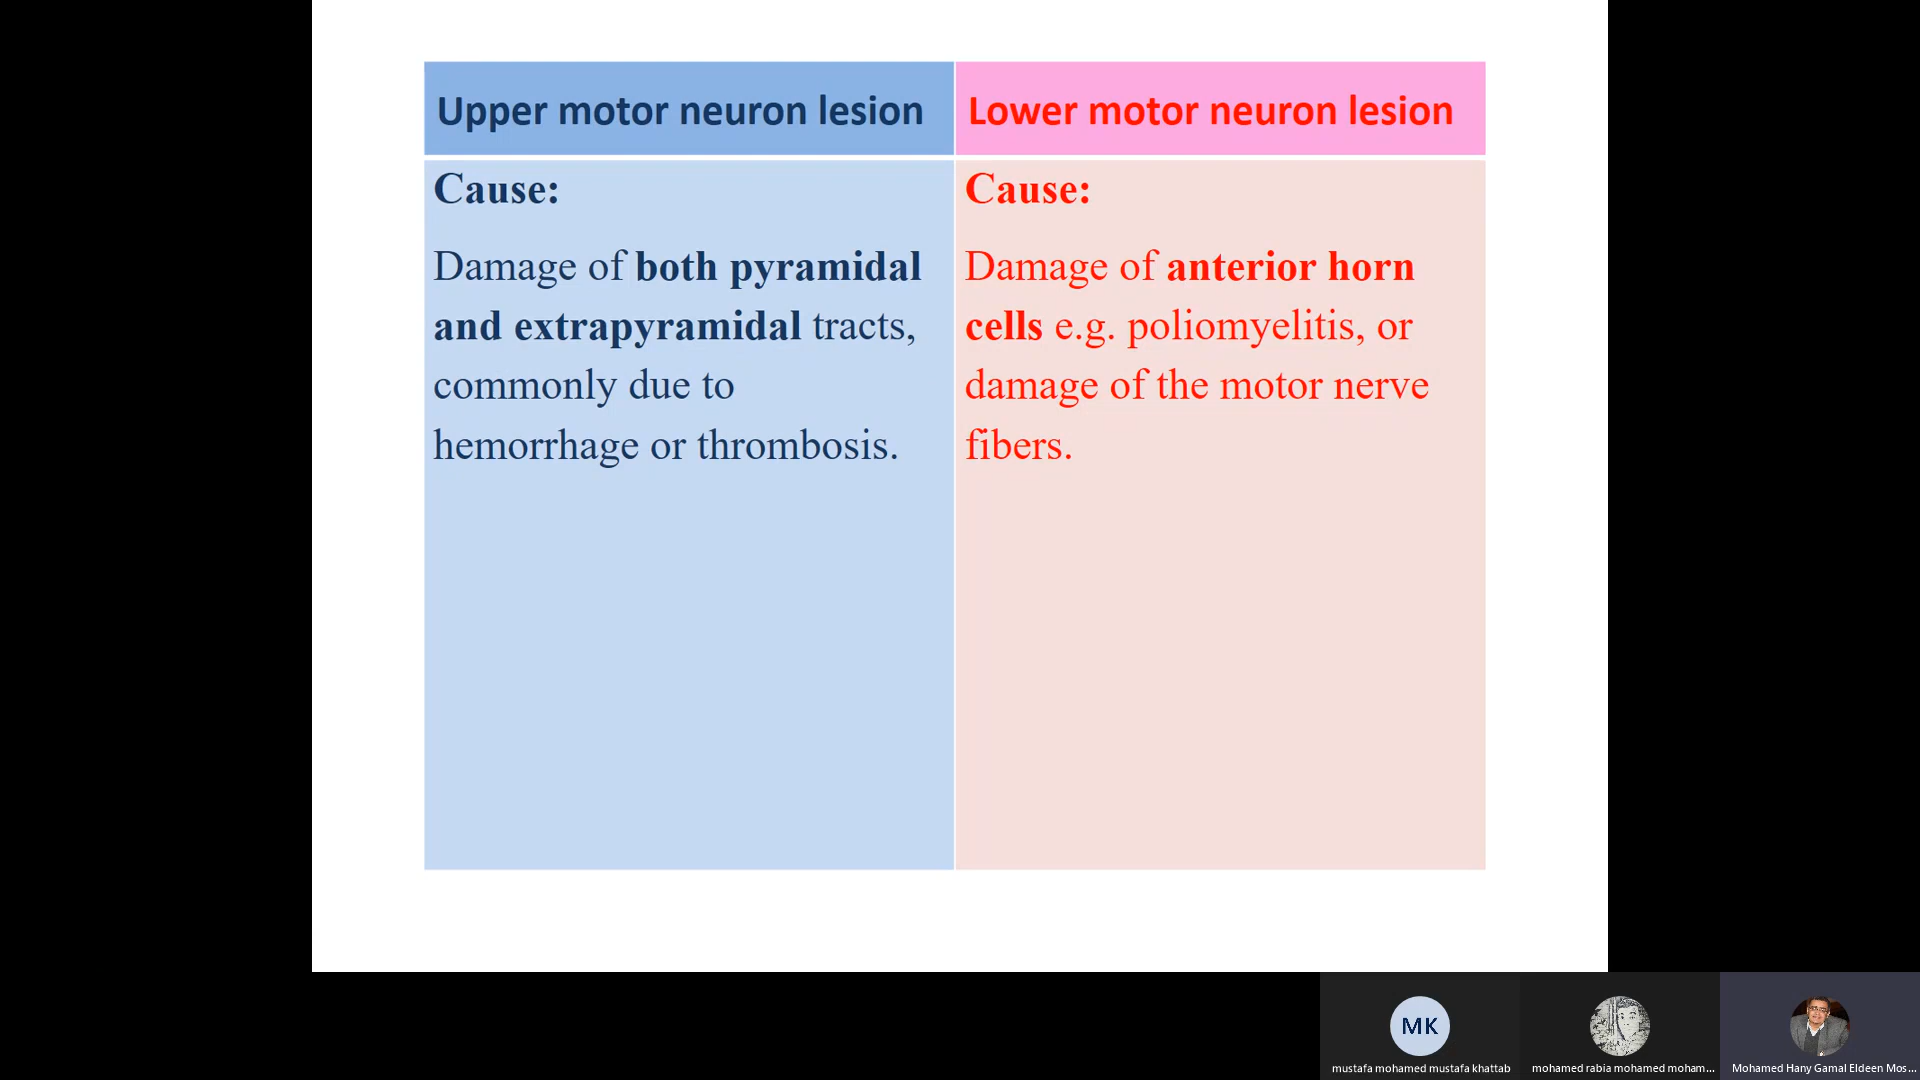 Upper motor neuron lesion
Lower motor neuron lesion
Cause:
Damage of both pyramidal
and extrapyramidal tracts,
commonly due to
hemorrhage or thrombosis.
Cause:
Damage of anterior horn
cells e.g. poliomyelitis, or
damage of the motor nerve
fibers.
MK
mustafa mohamed mustafa khattab
mohamed rabia mohamed moham...
Mohamed Hany Gamal Eldeen Mos...